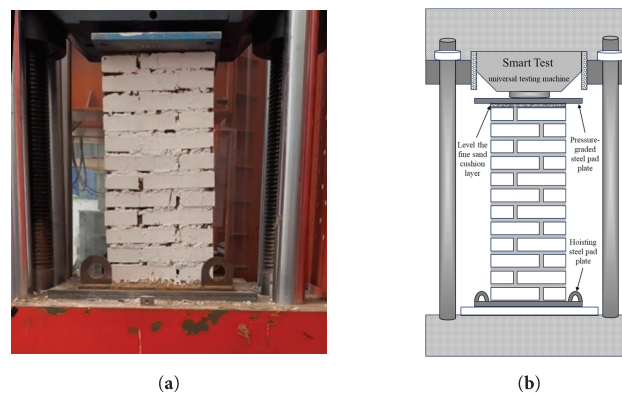 Smart Test
universal testing machine
Level the
fine sand
cushion
layer
Pressure-
graded
steel pad
plate
Hoisting
steel pad
plate
(a)
(b)